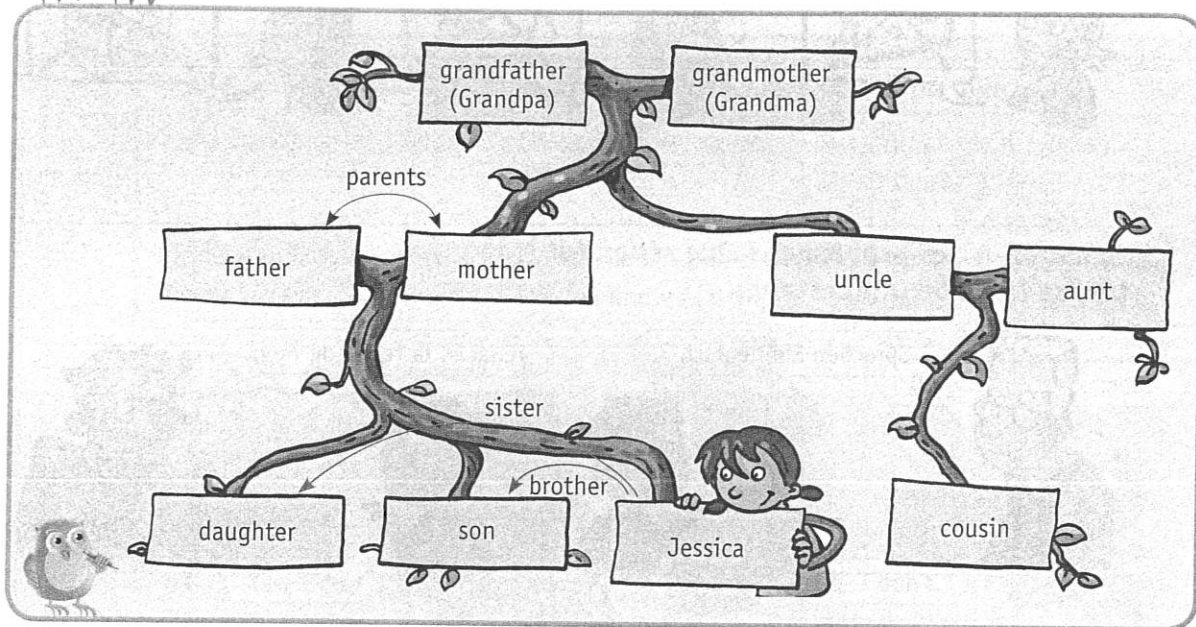 grandfather
(Grandpa)
grandmother
(Grandma)
parents
father
mother
uncle
aunt
sister
brother
daughter
son
Jessica
cousin